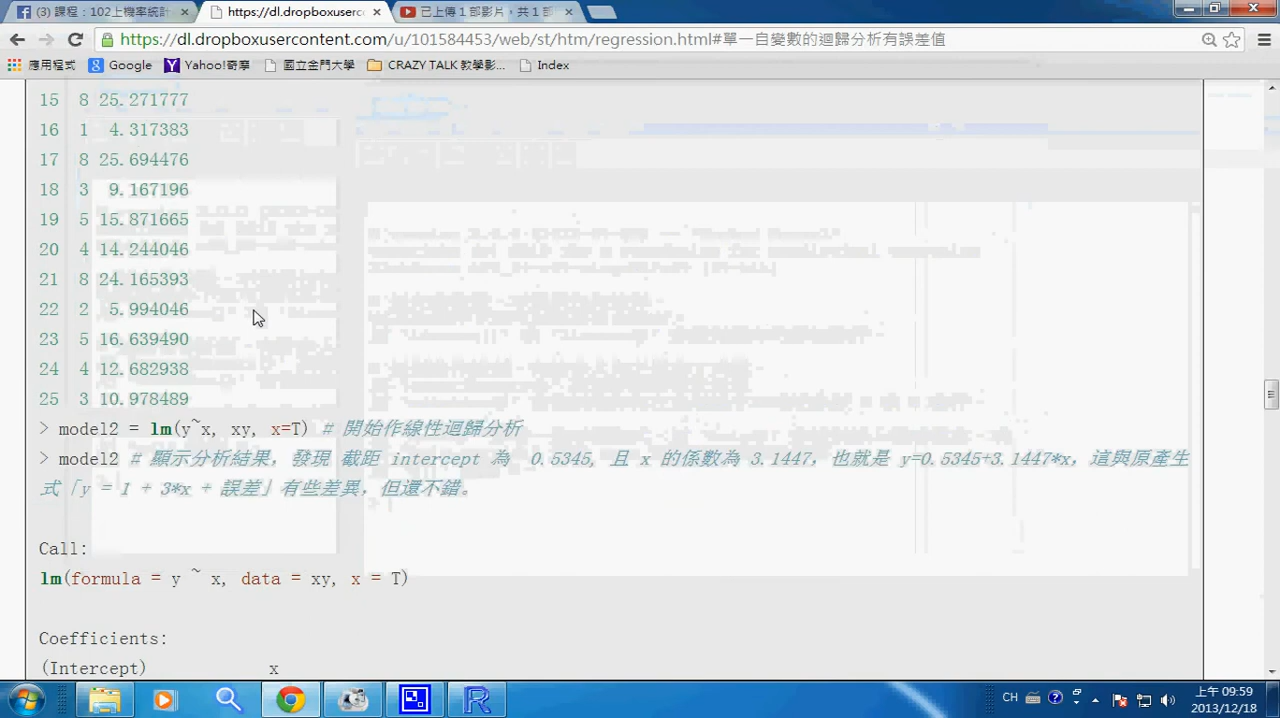 (3) 課程：102上機率統計
https://dl.dropboxuserc
已上傳 1 部影片，共 1 部
https://dl.dropboxusercontent.com/u/101584453/web/st/htm/regression.html#單一自變數的迴歸分析有誤差值
應用程式 Google Yahoo!奇摩 國立金門大學 CRAZY TALK 教學影... Index
15 8 25.271777
16 1 4.317383
17 8 25.694476
18 3 9.167196
19 5 15.871665
20 4 14.244046
21 8 24.165393
22 2 5.994046
23 5 16.639490
24 4 12.682938
25 3 10.978489
> model2 = lm(y~x, xy, x=T) # 開始作線性迴歸分析
> model2 # 顯示分析結果，發現 截距 intercept 為 0.5345, 且 x 的係數為 3.1447，也就是 y=0.5345+3.1447*x，這與原產生
式「y = 1 + 3*x + 誤差」有些差異，但還不錯。
Call:
lm(formula = y ~ x, data = xy, x = T)
Coefficients:
(Intercept) x
CH
上午 09:59
2013/12/18